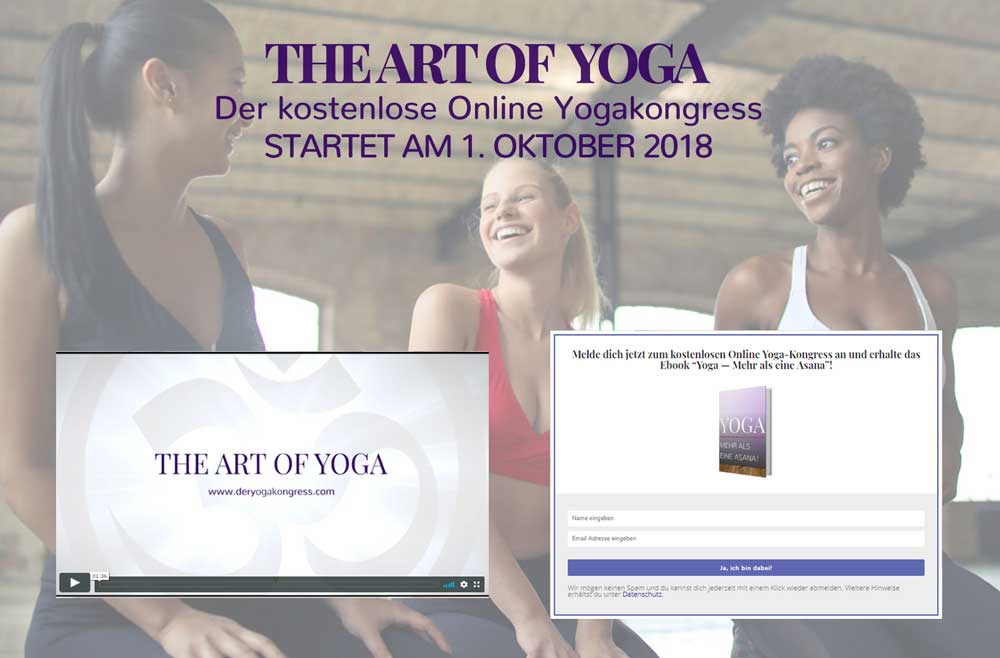 THE ART OF YOGA
Der kostenlose Online Yogakongress
STARTET AM 1. OKTOBER 2018
THE ART OF YOGA
www.deryogakongress.com
01:36
Melde dich jetzt zum kostenlosen Online Yoga-Kongress an und erhalte das
Ebook “Yoga — Mehr als eine Asana”!
YOGA
MEHR ALS
EINE ASANA!
Name eingeben
Email Adresse eingeben
Ja, ich bin dabei!
Wir mögen keinen Spam und du kannst dich jederzeit mit einem Klick wieder abmelden. Weitere Hinweise
erhältst du unter Datenschutz.